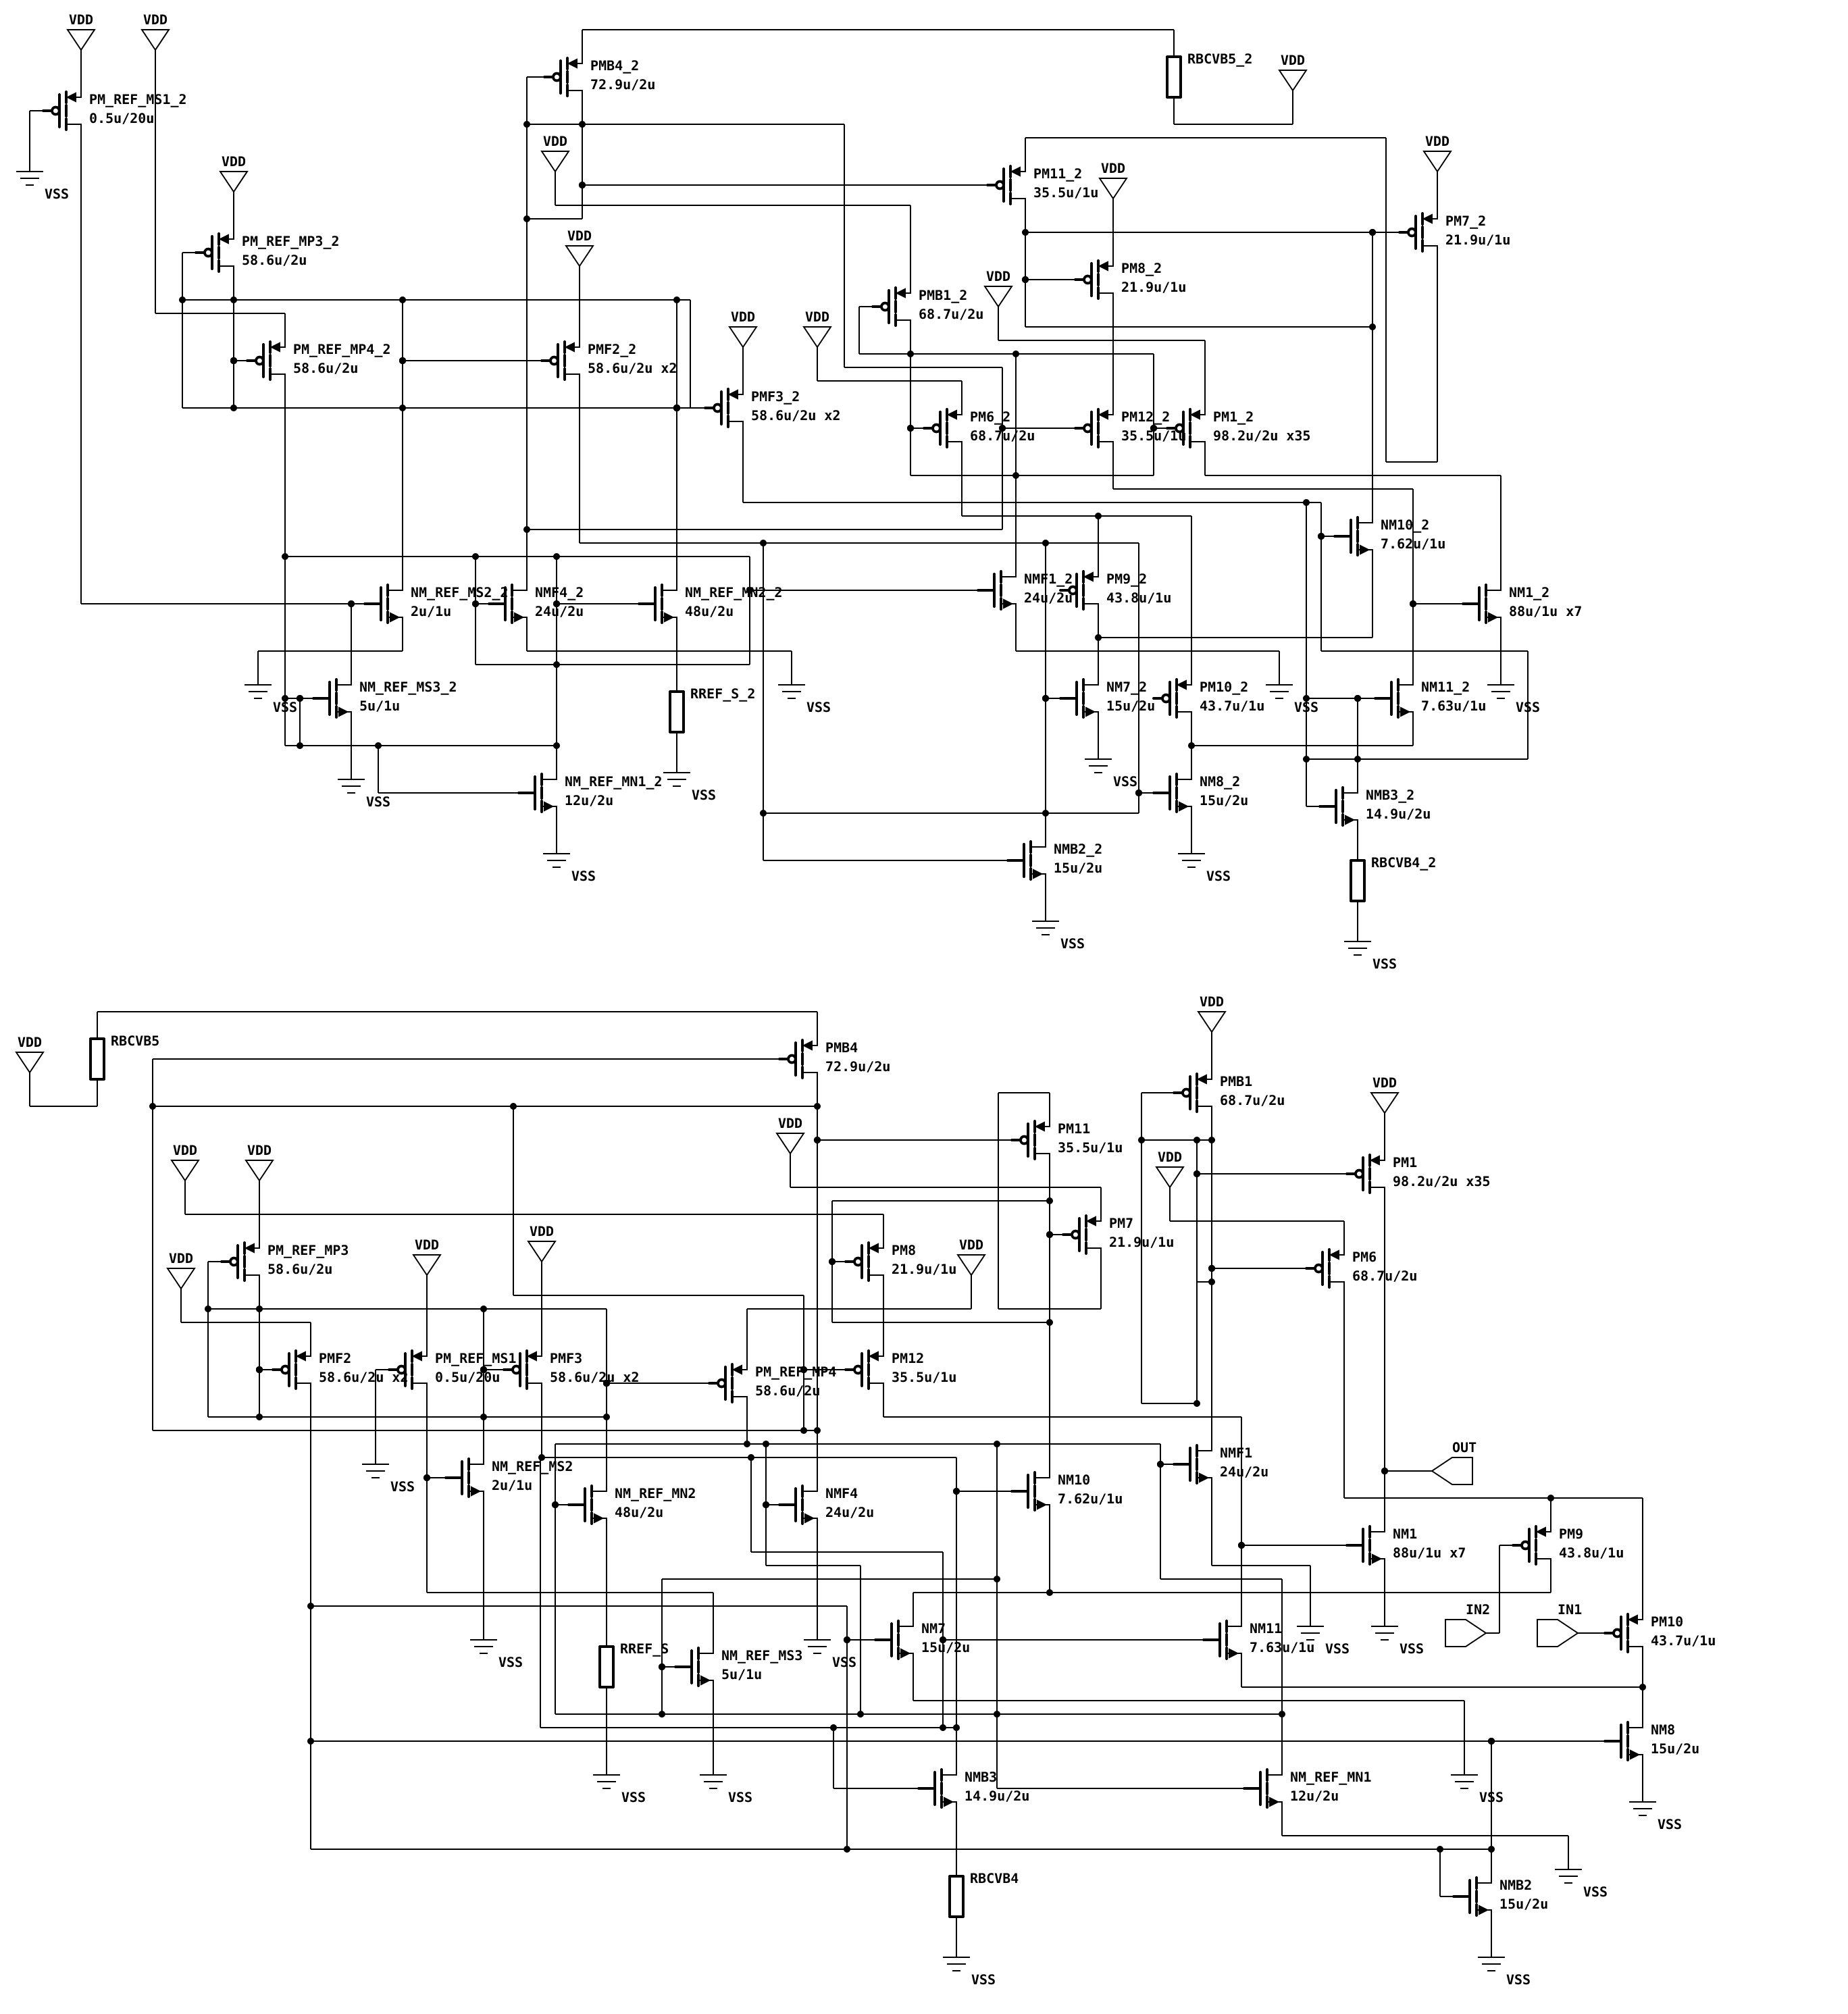 VDD VDD
PMB4_2
72.9u/2u
RBCVB5_2
VDD
PM_REF_MS1_2
0.5u/20u
VSS
VDD
VDD
PM11_2
35.5u/1u
VDD
VDD
PM7_2
21.9u/1u
PM_REF_MP3_2
58.6u/2u
VDD
PM8_2
21.9u/1u
VDD
PMB1_2
68.7u/2u
VDD VDD
PM_REF_MP4_2
58.6u/2u
PMF2_2
58.6u/2u x2
PMF3_2
58.6u/2u x2
PM6_2
68.7u/2u
PM12_2
35.5u/1u
PM1_2
98.2u/2u x35
NM10_2
7.62u/1u
NM_REF_MS2_2
2u/1u
NMF4_2
24u/2u
NM_REF_MN2_2
48u/2u
NMF1_2
24u/2u
PM9_2
43.8u/1u
NM1_2
88u/1u x7
NM_REF_MS3_2
5u/1u
VSS
RREF_S_2
VSS
NM7_2
15u/2u
PM10_2
43.7u/1u
VSS
NM11_2
7.63u/1u
VSS
NM_REF_MN1_2
12u/2u
VSS
VSS
VSS
NM8_2
15u/2u
NMB3_2
14.9u/2u
NMB2_2
15u/2u
RBCVB4_2
VSS
VSS
VSS
VSS
VDD
RBCVB5
VDD
PMB4
72.9u/2u
PMB1
68.7u/2u
VDD
VDD
PM11
35.5u/1u
VDD VDD
VDD
PM1
98.2u/2u x35
PM7
21.9u/1u
PM_REF_MP3
58.6u/2u
VDD
VDD
VDD
PM8
21.9u/1u
VDD
PM6
68.7u/2u
PMF2
58.6u/2u x2
PM_REF_MS1
0.5u/20u
PMF3
58.6u/2u x2
PM_REF_MP4
58.6u/2u
PM12
35.5u/1u
OUT
NM_REF_MS2
2u/1u
VSS
NM_REF_MN2
48u/2u
NMF4
24u/2u
NM10
7.62u/1u
NMF1
24u/2u
NM1
88u/1u x7
PM9
43.8u/1u
IN2
IN1
PM10
43.7u/1u
VSS
RREF_S
NM_REF_MS3
5u/1u
VSS
NM7
15u/2u
NM11
7.63u/1u
VSS
VSS
NM8
15u/2u
VSS
VSS
NMB3
14.9u/2u
NM_REF_MN1
12u/2u
VSS
VSS
RBCVB4
NMB2
15u/2u
VSS
VSS
VSS